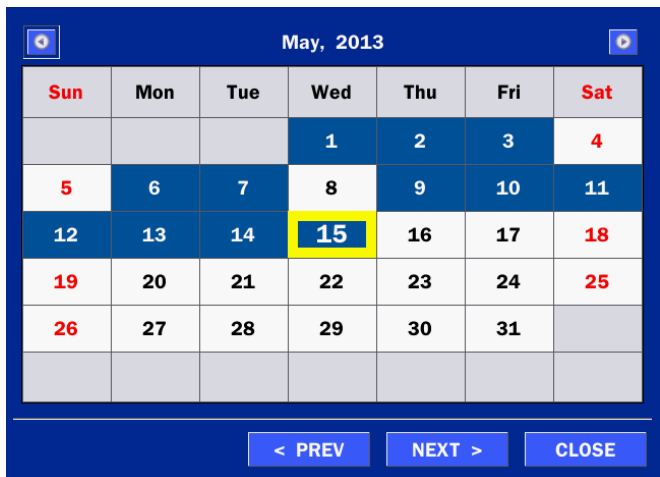 May, 2013
Sun Mon Tue Wed Thu Fri Sat
1 2 3 4
5 6 7 8 9 10 11
12 13 14 15 16 17 18
19 20 21 22 23 24 25
26 27 28 29 30 31
< PREV NEXT > CLOSE